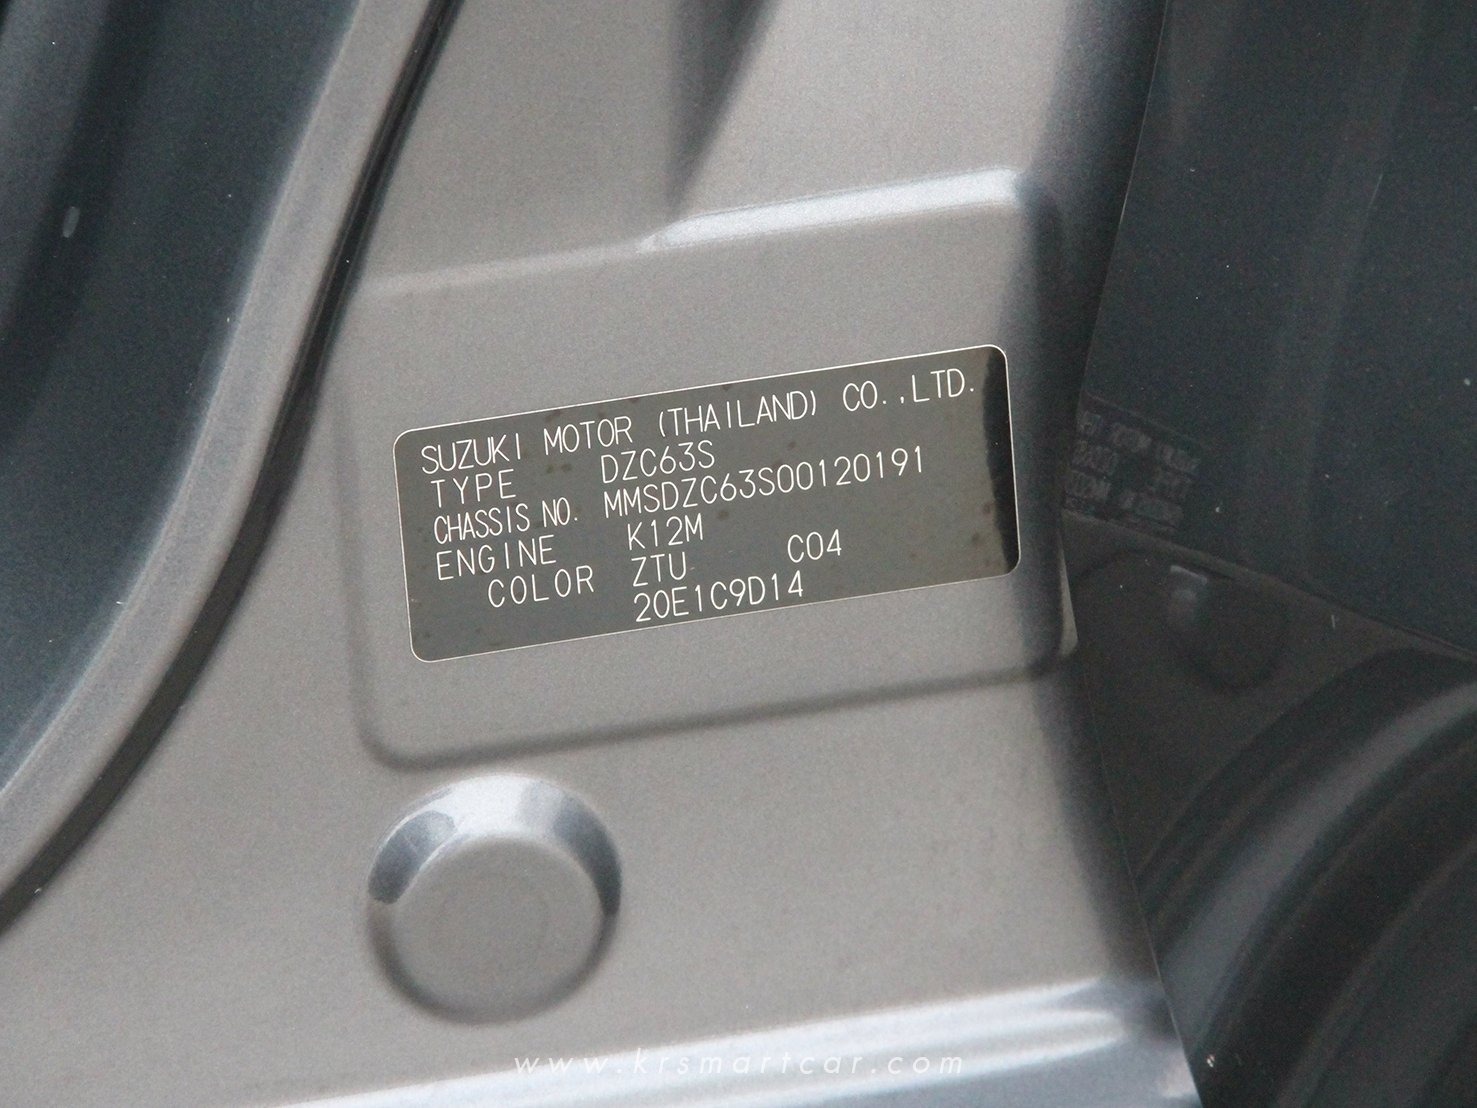 SUZUKI MOTOR (THAILAND) CO.,LTD.
TYPE DZC63S
CHASSIS NO. MMSDZC63S00120191
ENGINE K12M
COLOR ZTU C04
20E1C9D14
www.krsmartcar.com